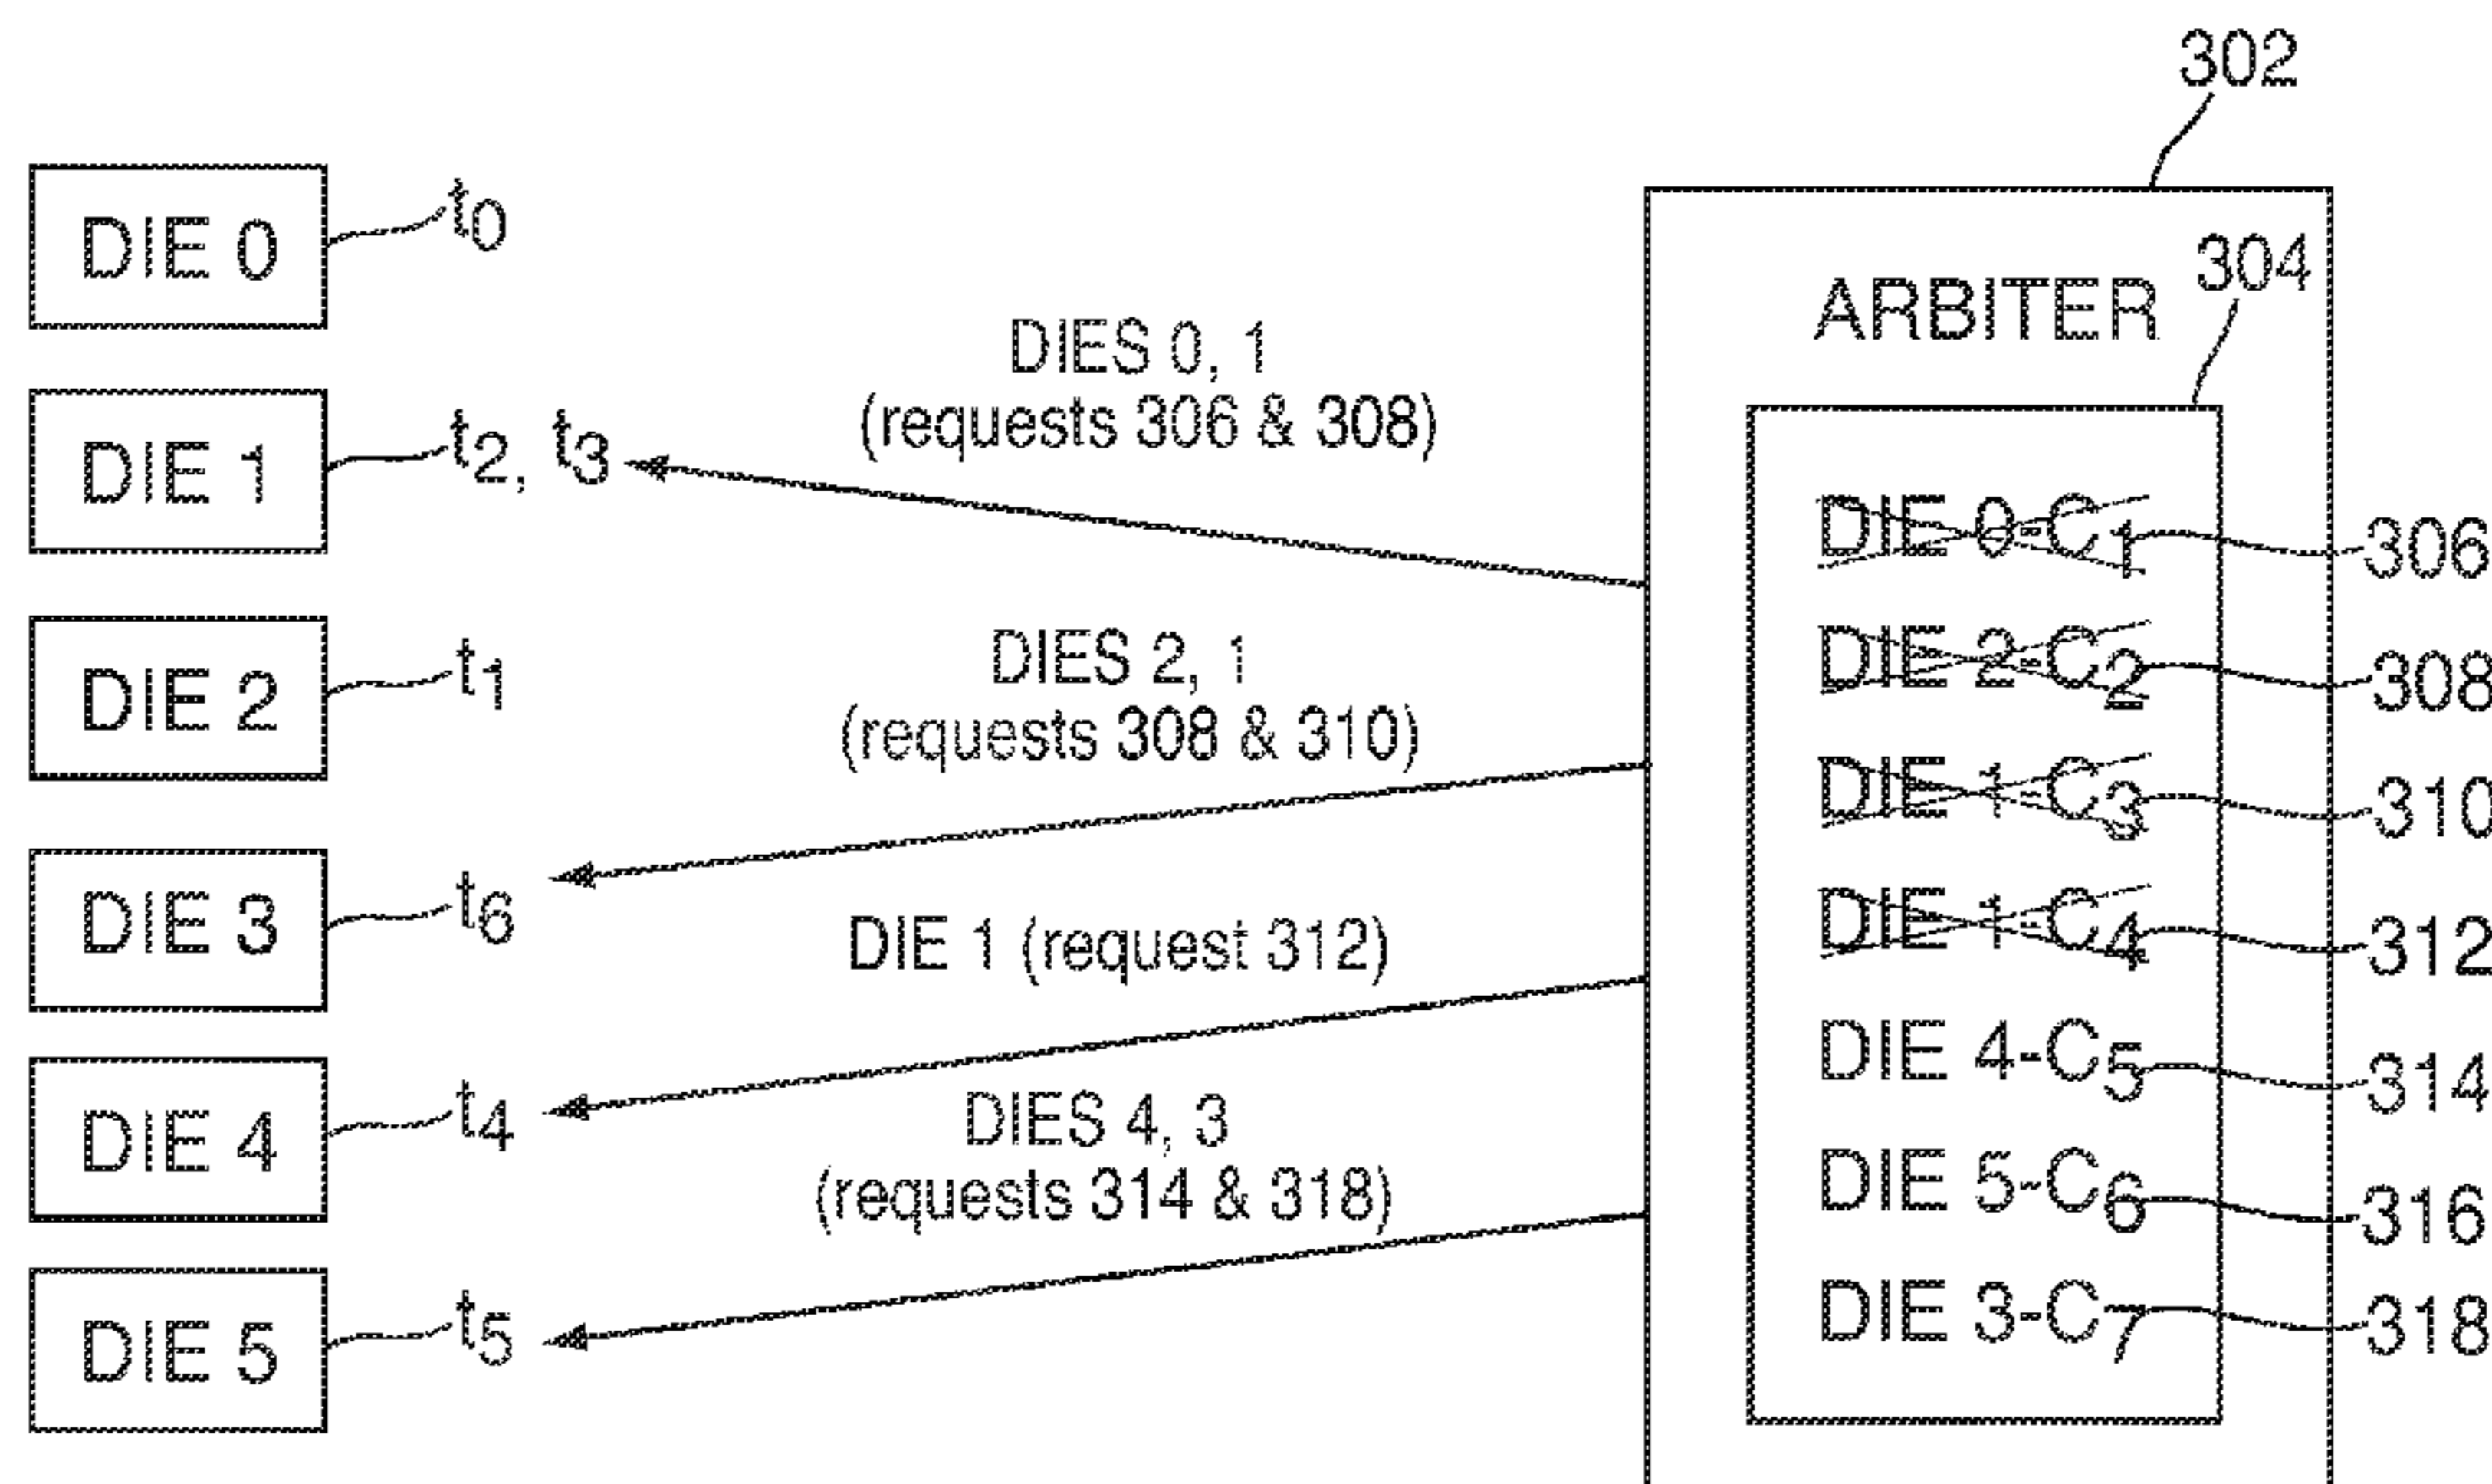 302
DIE 0
t0
304
ARBITER
DIES 0, 1
(requests 306 & 308)
DIE 1
t2, t3
DIE 0-C1
306
DIE 2
t1
DIES 2, 1
(requests 308 & 310)
DIE 2-C2
308
DIE 1-C3
310
DIE 3
t6
DIE 1 (request 312)
DIE 1-C4
312
DIE 4
t4
DIES 4, 3
(requests 314 & 318)
DIE 4-C5
314
DIE 5-C6
316
DIE 5
t5
DIE 3-C7
318